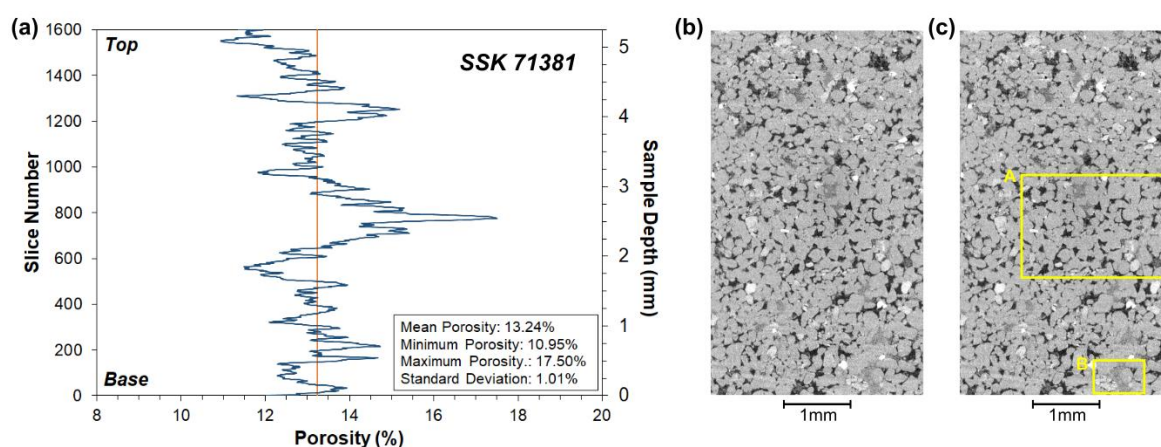 (a)
1600
1400
1200
1000
800
600
400
200
0
Slice Number
Top
Base
SSK 71381
Mean Porosity: 13.24%
Minimum Porosity: 10.95%
Maximum Porosity.: 17.50%
Standard Deviation: 1.01%
5
4
3
2
1
0
Sample Depth (mm)
8 10 12 14 16 18 20
Porosity (%)
(b)
1mm
(c)
A
B
1mm